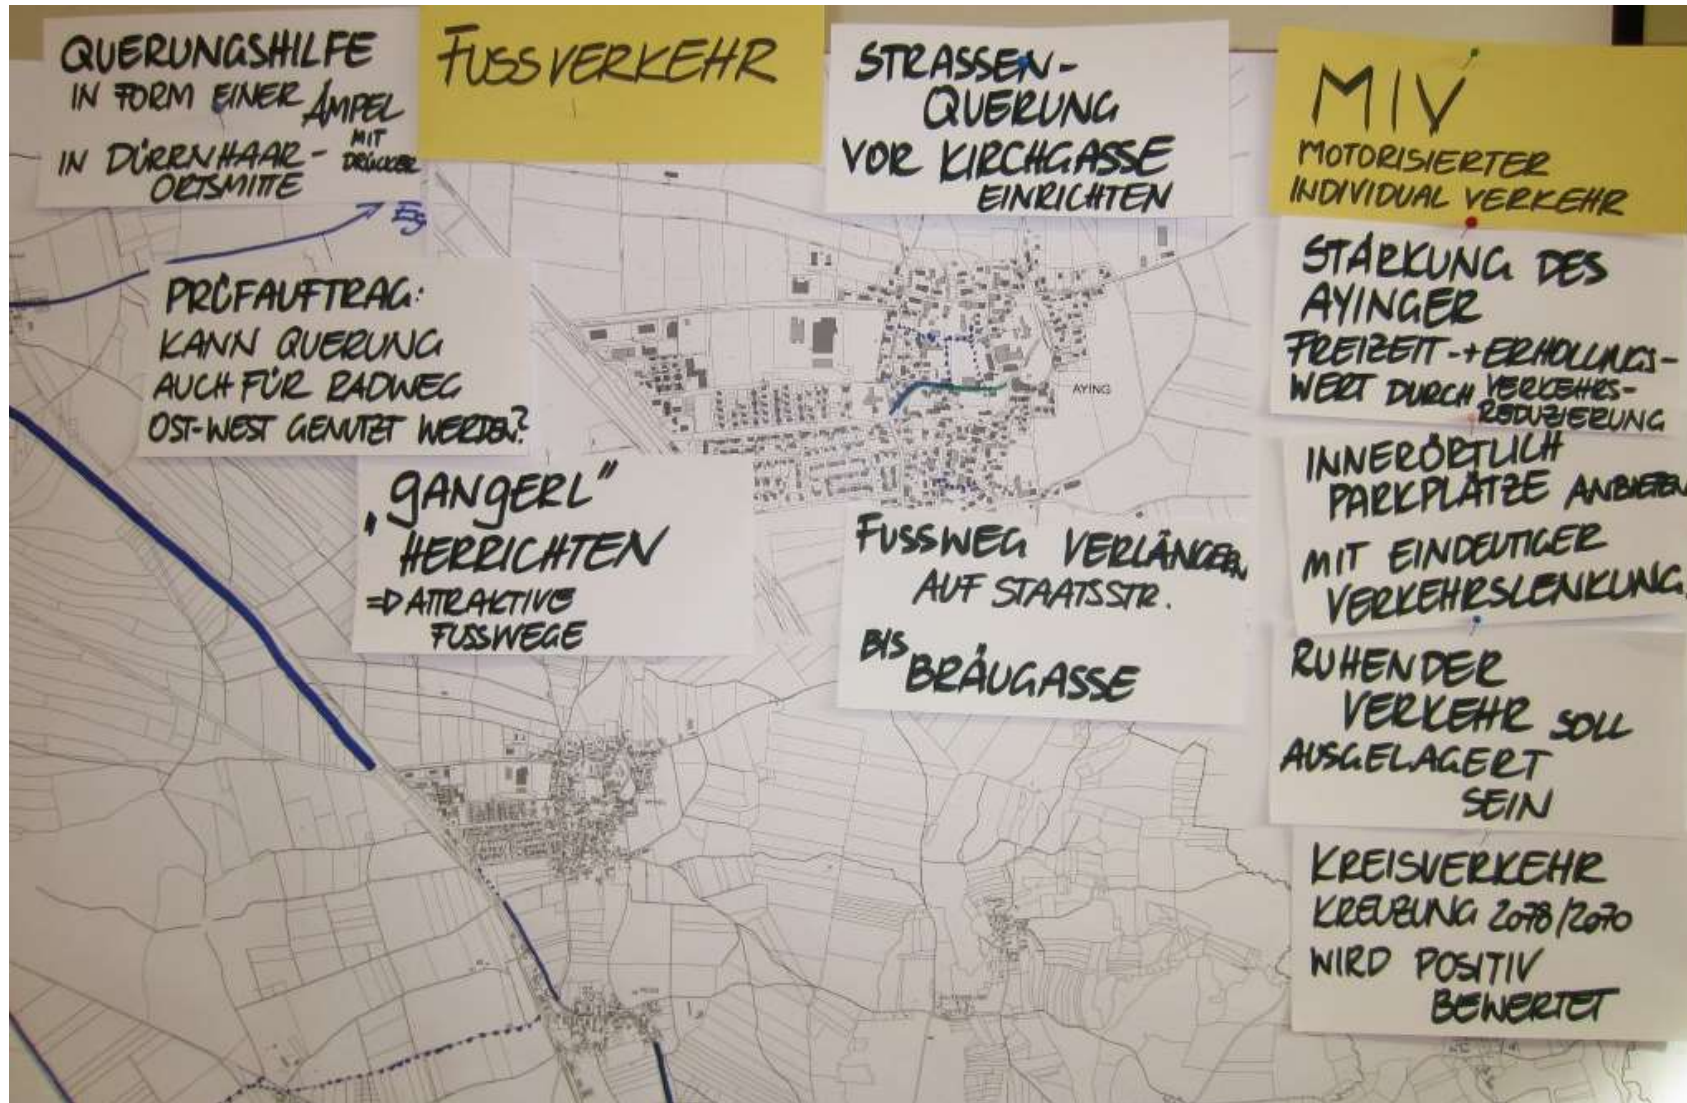 QUERUNGSHILFE
IN FORM EINER AMPEL
MIT
DRÜCKER
IN DÜRRNHAAR-
ORTSMITTE
FUSSVERKEHR
STRASSEN-
QUERUNG
VOR KIRCHGASSE
EINRICHTEN
MIV
MOTORISIERTER
INDIVIDUAL VERKEHR
PRÜFAUFTRAG:
KANN QUERUNG
AUCH FÜR RADWEG
OST-WEST GENUTZT WERDEN?
STÄRKUNG DES
AYINGER
FREIZEIT-+ERHOLUNGS-
WERT DURCH VERKEHRS-
REDUZIERUNG
AYING
„GANGERL"
HERRICHTEN
=> ATTRAKTIVE
FUSSWEGE
FUSSWEG VERLÄNGERN
AUF STAATSSTR.
BIS
BRÄUGASSE
INNERÖRTLICH
PARKPLÄTZE ANBIETEN
MIT EINDEUTIGER
VERKEHRSLENKUNG
RUHENDER
VERKEHR SOLL
AUSGELAGERT
SEIN
KREISVERKEHR
KREUZUNG 2078/2070
WIRD POSITIV
BEWERTET